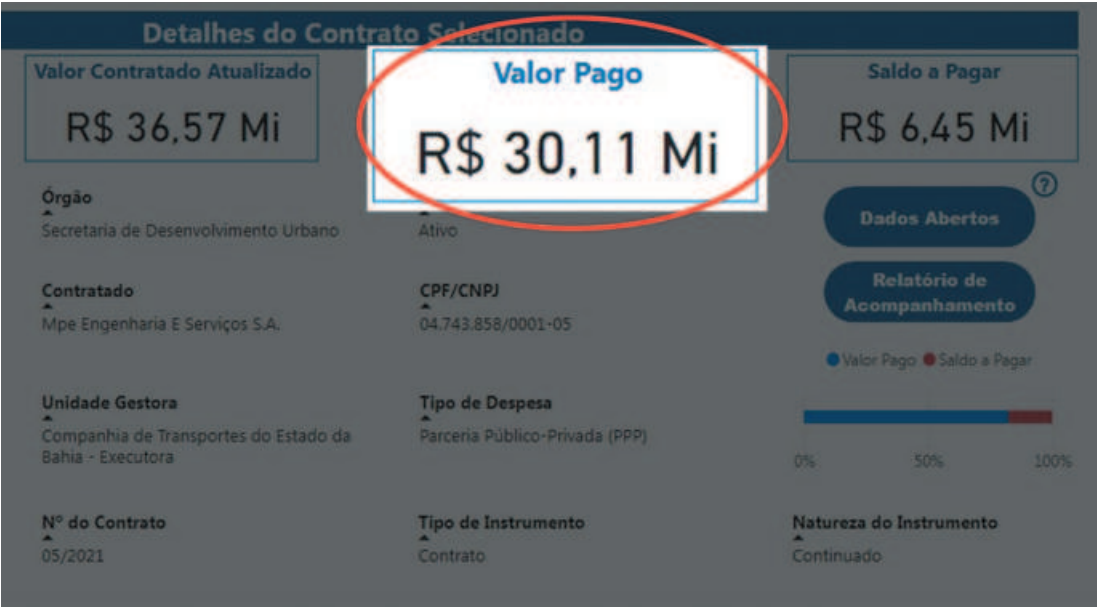 Detalhes do Contrato Selecionado
Valor Contratado Atualizado
R$ 36,57 Mi
Valor Pago
R$ 30,11 Mi
Saldo a Pagar
R$ 6,45 Mi
Órgão
Secretaria de Desenvolvimento Urbano
Ativo
?
Dados Abertos
Relatório de
Acompanhamento
Contratado
Mpe Engenharia E Serviços S.A.
CPF/CNPJ
04.743.858/0001-05
Valor Pago Saldo a Pagar
Unidade Gestora
Companhia de Transportes do Estado da
Bahia - Executora
Tipo de Despesa
Parceria Público-Privada (PPP)
0% 50% 100%
Nº do Contrato
05/2021
Tipo de Instrumento
Contrato
Natureza do Instrumento
Continuado